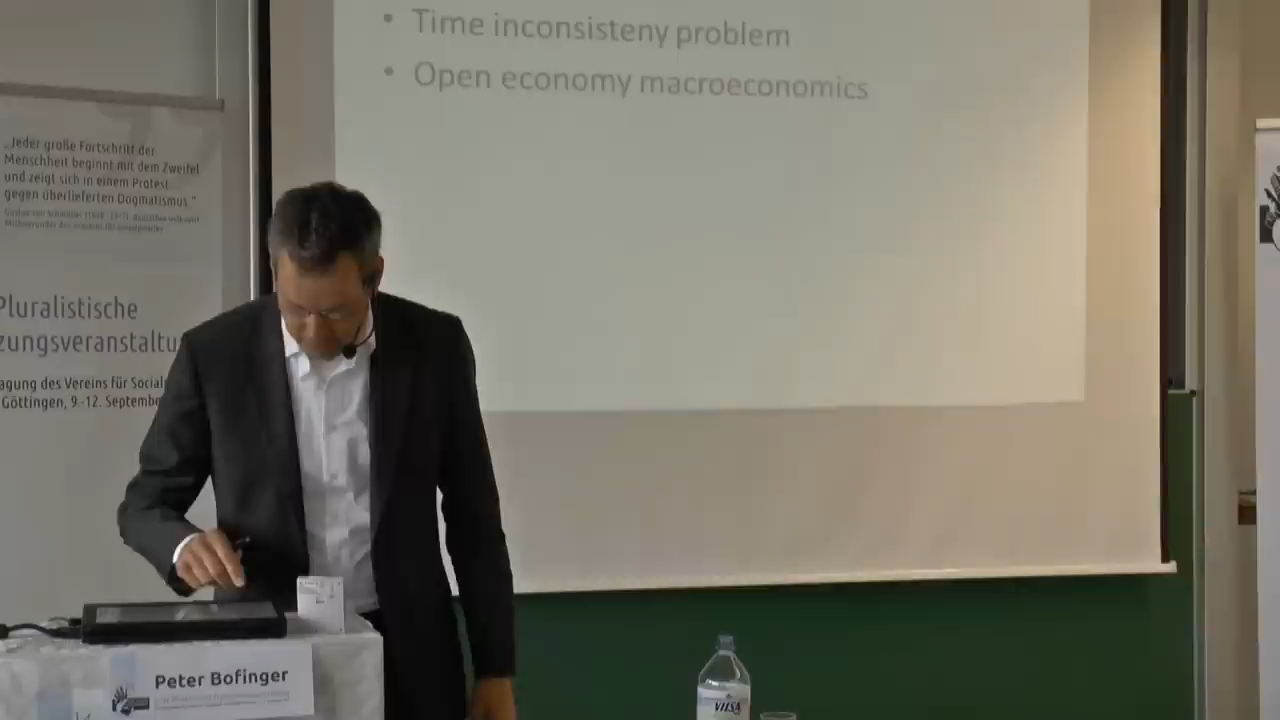 • Time inconsisteny problem
• Open economy macroeconomics
„Jeder große Fortschritt der
Menschheit beginnt mit dem Zweifel
und zeigt sich in einem Protest
gegen überlieferten Dogmatismus."
Pluralistische
zungsveranstaltu
agung des Vereins für Social
Göttingen, 9.-12. Septembe
Peter Bofinger
VILSA